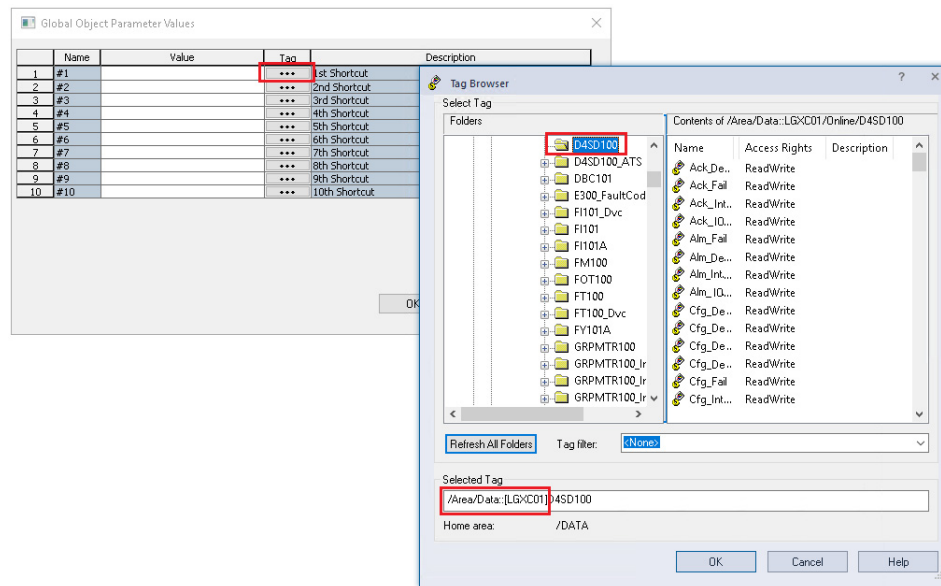 Global Object Parameter Values
Name Value Tag Description
1 #1 ••• 1st Shortcut
2 #2 ••• 2nd Shortcut
3 #3 ••• 3rd Shortcut
4 #4 ••• 4th Shortcut
5 #5 ••• 5th Shortcut
6 #6 ••• 6th Shortcut
7 #7 ••• 7th Shortcut
8 #8 ••• 8th Shortcut
9 #9 ••• 9th Shortcut
10 #10 ••• 10th Shortcut
OK
Tag Browser
Select Tag
Folders
D4SD100
D4SD100_ATS
DBC101
E300_FaultCod
FI101_Dvc
FI101
FI101A
FM100
FOT100
FT100
FT100_Dvc
FY101A
GRPMTR100
GRPMTR100_Ir
GRPMTR100_Ir
GRPMTR100_Ir
Contents of /Area/Data::LGXC01/Online/D4SD100
Name Access Rights Description
Ack_De... ReadWrite
Ack_Fail ReadWrite
Ack_Int... ReadWrite
Ack_IO... ReadWrite
Alm_Fail ReadWrite
Alm_De... ReadWrite
Alm_Int... ReadWrite
Alm_IO... ReadWrite
Cfg_De... ReadWrite
Cfg_De... ReadWrite
Cfg_De... ReadWrite
Cfg_Fail ReadWrite
Cfg_Int... ReadWrite
Refresh All Folders Tag filter: <None>
Selected Tag
/Area/Data::[LGXC01]D4SD100
Home area: /DATA
OK Cancel Help